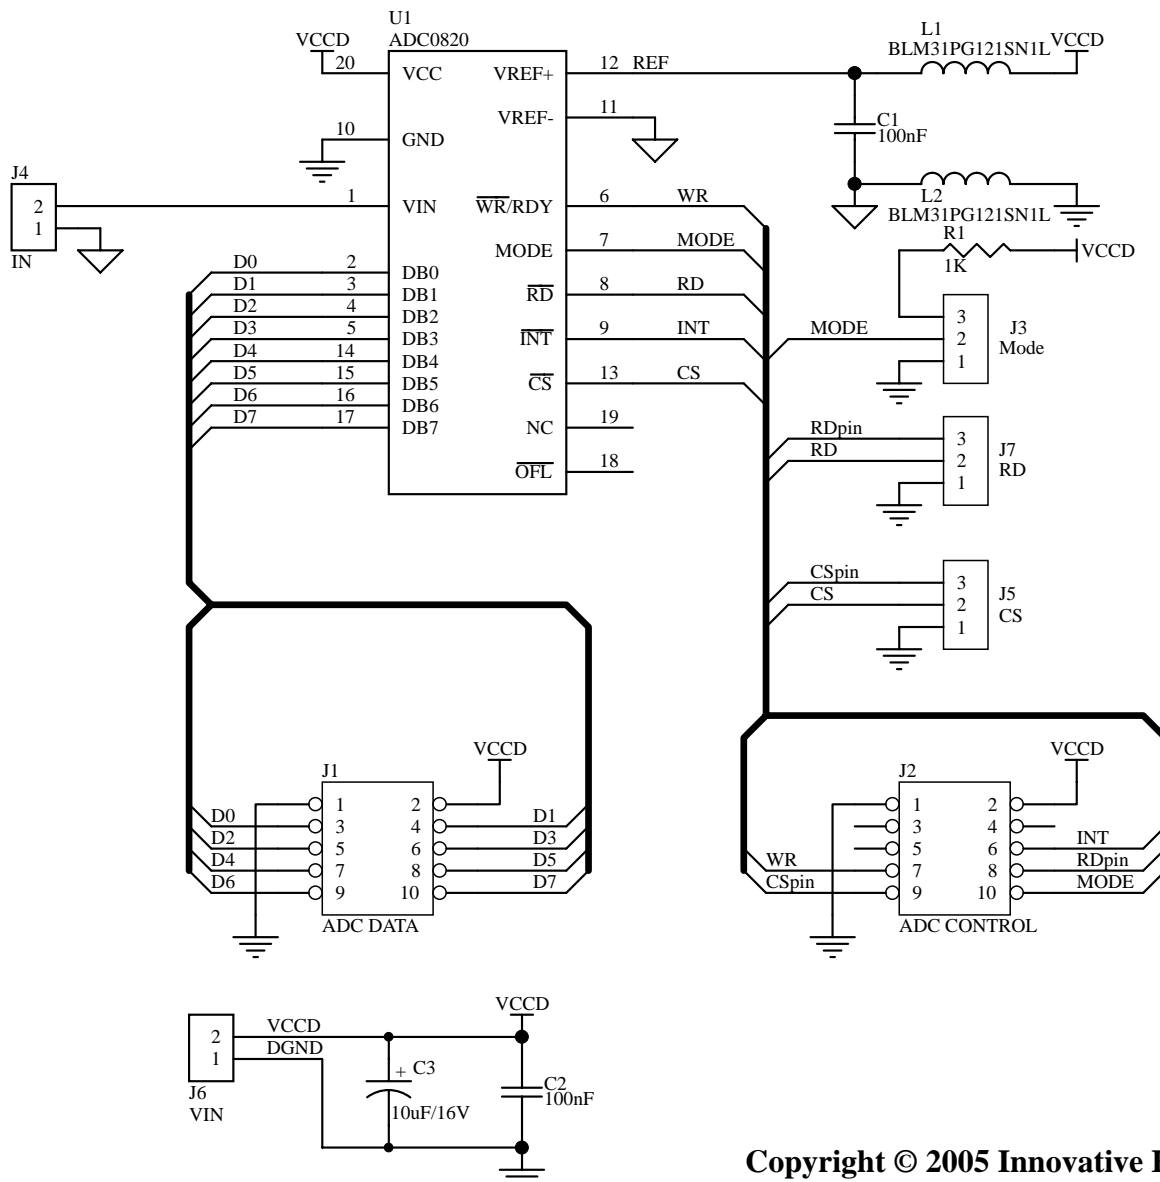 U1
ADC0820
VCCD
20 VCC
10 GND
1 VIN
2 DB0
3 DB1
4 DB2
5 DB3
14 DB4
15 DB5
16 DB6
17 DB7
VREF+ 12 REF
VREF- 11
WR/RDY 6 WR
MODE 7 MODE
RD 8 RD
INT 9 INT
CS 13 CS
NC 19
OFL 18
L1
BLM31PG121SN1L
VCCD
C1
100nF
L2
BLM31PG121SN1L
J4
2
1
IN
D0
D1
D2
D3
D4
D5
D6
D7
R1
1K
VCCD
MODE
3
2
1
J3
Mode
RDpin
RD
3
2
1
J7
RD
CSpin
CS
3
2
1
J5
CS
VCCD
J1
1 2
3 4
5 6
7 8
9 10
D0
D2
D4
D6
D1
D3
D5
D7
ADC DATA
VCCD
J2
1 2
3 4
5 6
7 8
9 10
WR
CSpin
INT
RDpin
MODE
ADC CONTROL
VCCD
2 VCCD
1 DGND
J6
VIN
+ C3
10uF/16V
C2
100nF
Copyright © 2005 Innovative